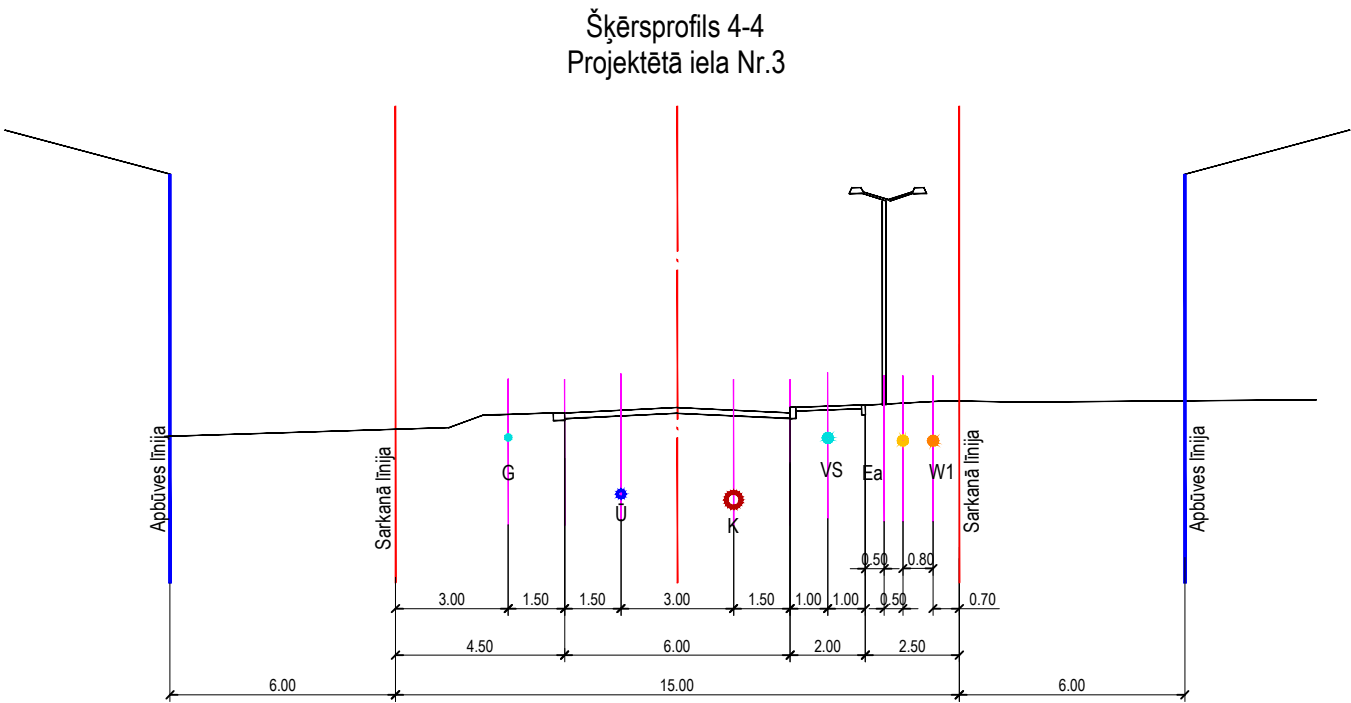 Šķērsprofils 4-4
Projektētā iela Nr.3
Apbūves līnija
Sarkanā līnija
G
Ū
K
VS
Ea
W1
Sarkanā līnija
Apbūves līnija
0.50
0.80
3.00
1.50
1.50
3.00
1.50
1.00
1.00
0.50
0.70
4.50
6.00
2.00
2.50
6.00
15.00
6.00